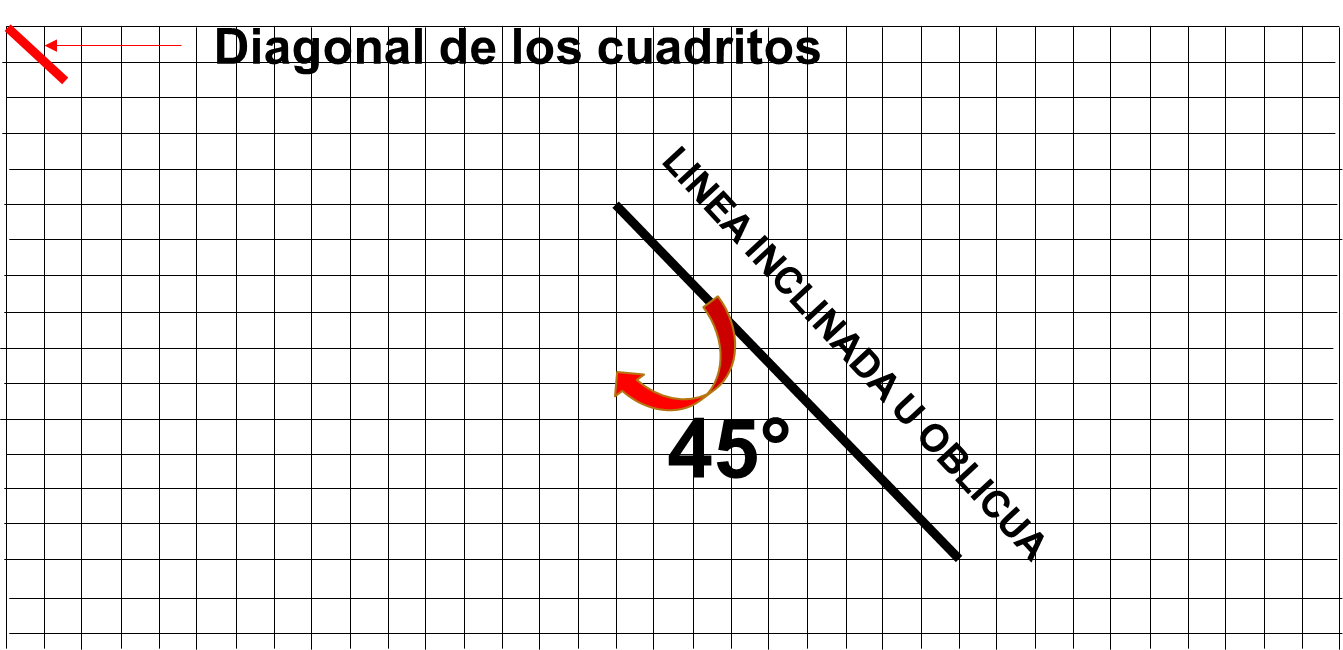 Diagonal de los cuadritos
LINEA INCLINADA U OBLICUA
45°